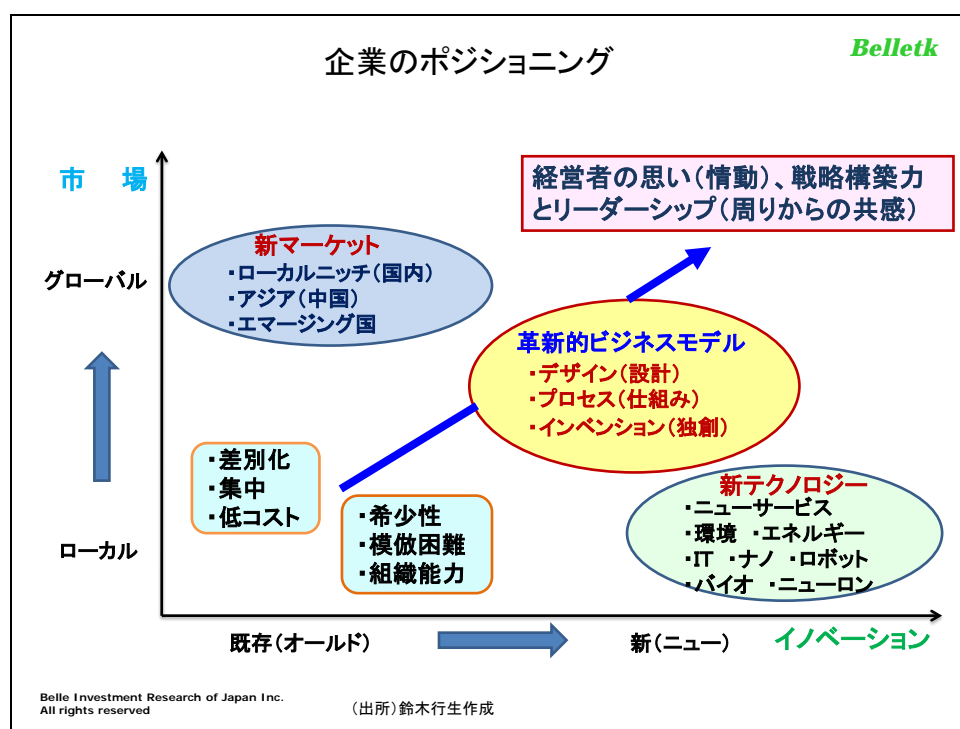 企業のポジショニング
Belletk
市　場
経営者の思い（情動）、戦略構築力
とリーダーシップ（周りからの共感）
新マーケット
・ローカルニッチ（国内）
・アジア（中国）
・エマージング国
グローバル
革新的ビジネスモデル
・デザイン（設計）
・プロセス（仕組み）
・インベンション（独創）
・差別化
・集中
・低コスト
・希少性
・模倣困難
・組織能力
新テクノロジー
・ニューサービス
・環境 ・エネルギー
・IT ・ナノ ・ロボット
・バイオ ・ニューロン
ローカル
既存（オールド）
新（ニュー）
イノベーション
Belle Investment Research of Japan Inc.
All rights reserved
（出所）鈴木行生作成